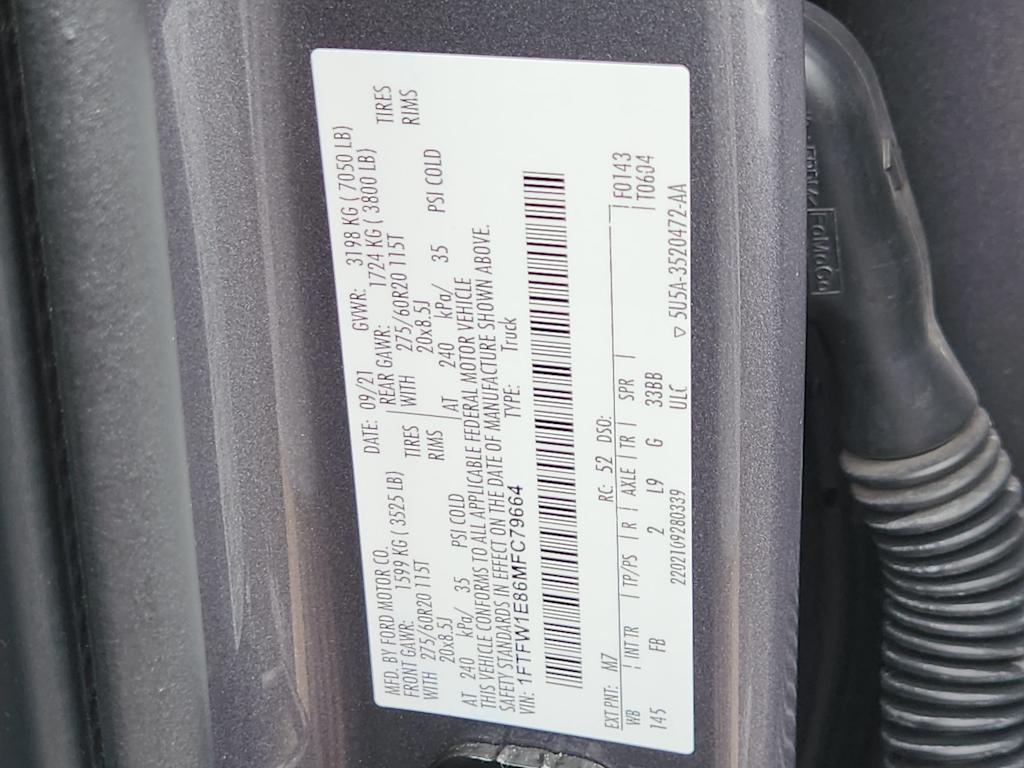 MFD. BY FORD MOTOR CO. DATE: 09/21 GVWR: 3198 KG ( 7050 LB)
FRONT GAWR: 1599 KG ( 3525 LB) REAR GAWR: 1724 KG ( 3800 LB)
WITH 275/60R20 115T TIRES WITH 275/60R20 115T TIRES
20x8.5J RIMS 20x8.5J RIMS
AT 240 kPa/ 35 PSI COLD AT 240 kPa/ 35 PSI COLD
THIS VEHICLE CONFORMS TO ALL APPLICABLE FEDERAL MOTOR VEHICLE
SAFETY STANDARDS IN EFFECT ON THE DATE OF MANUFACTURE SHOWN ABOVE.
VIN: 1FTFW1E86MFC79664 TYPE: Truck
EXT PNT: M7 RC: 52 DSO: F0143
WB INTTR TP/PS R AXLE TR SPR T0604
145 FB 2 L9 G 33BB
2202109280339 ULC ▽ 5U5A-3520472-AA
FoMoCo